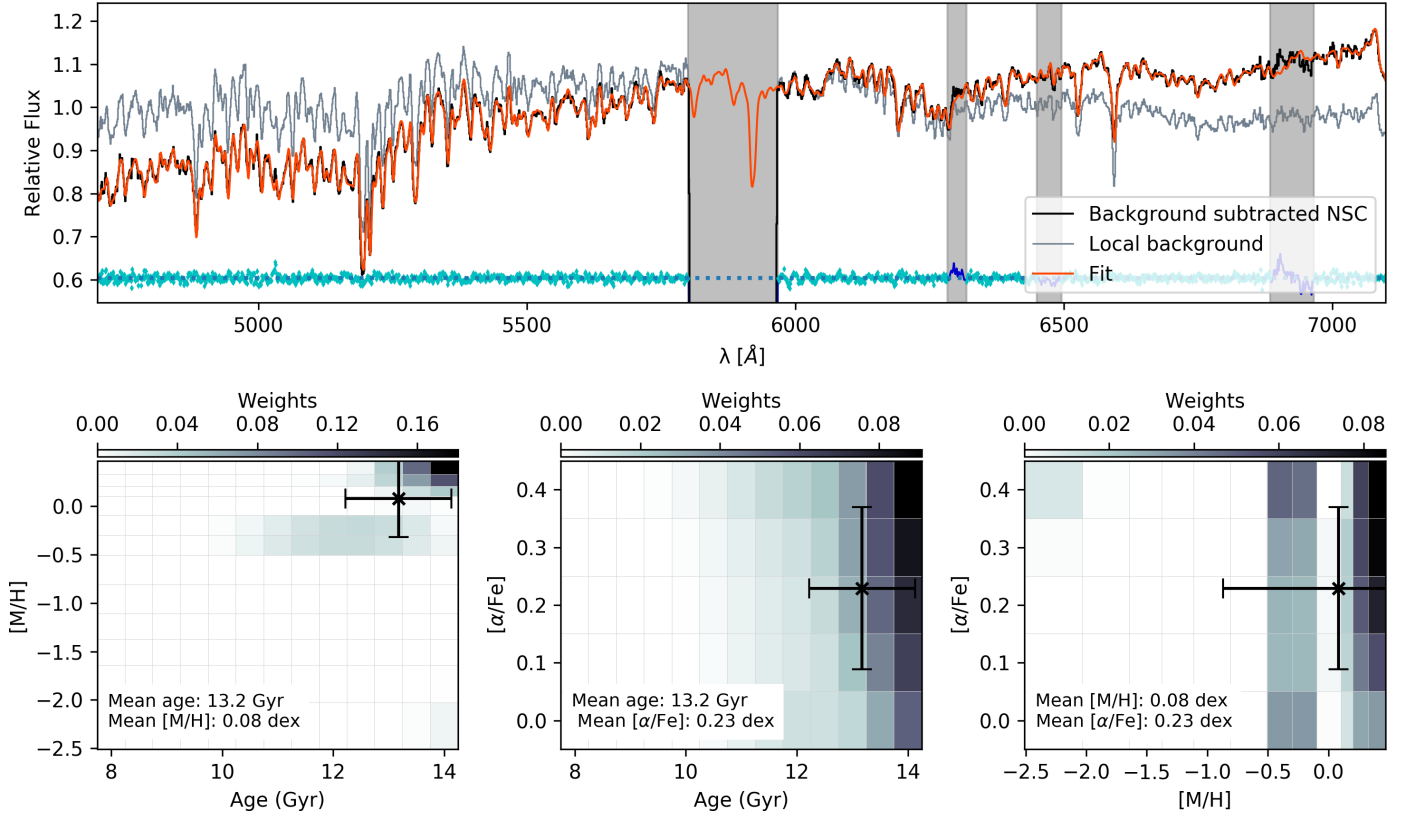 1.2
1.1
1.0
0.9
0.8
0.7
0.6
Relative Flux
Background subtracted NSC
Local background
Fit
5000 5500 6000 6500 7000
λ [Å]
Weights Weights Weights
0.00 0.04 0.08 0.12 0.16
0.00 0.02 0.04 0.06 0.08
0.00 0.02 0.04 0.06 0.08
0.0
−0.5
−1.0
−1.5
−2.0
−2.5
[M/H]
Mean age: 13.2 Gyr
Mean [M/H]: 0.08 dex
8 10 12 14
Age (Gyr)
0.4
0.3
0.2
0.1
0.0
[α/Fe]
Mean age: 13.2 Gyr
Mean [α/Fe]: 0.23 dex
8 10 12 14
Age (Gyr)
0.4
0.3
0.2
0.1
0.0
[α/Fe]
Mean [M/H]: 0.08 dex
Mean [α/Fe]: 0.23 dex
−2.5 −2.0 −1.5 −1.0 −0.5 0.0
[M/H]